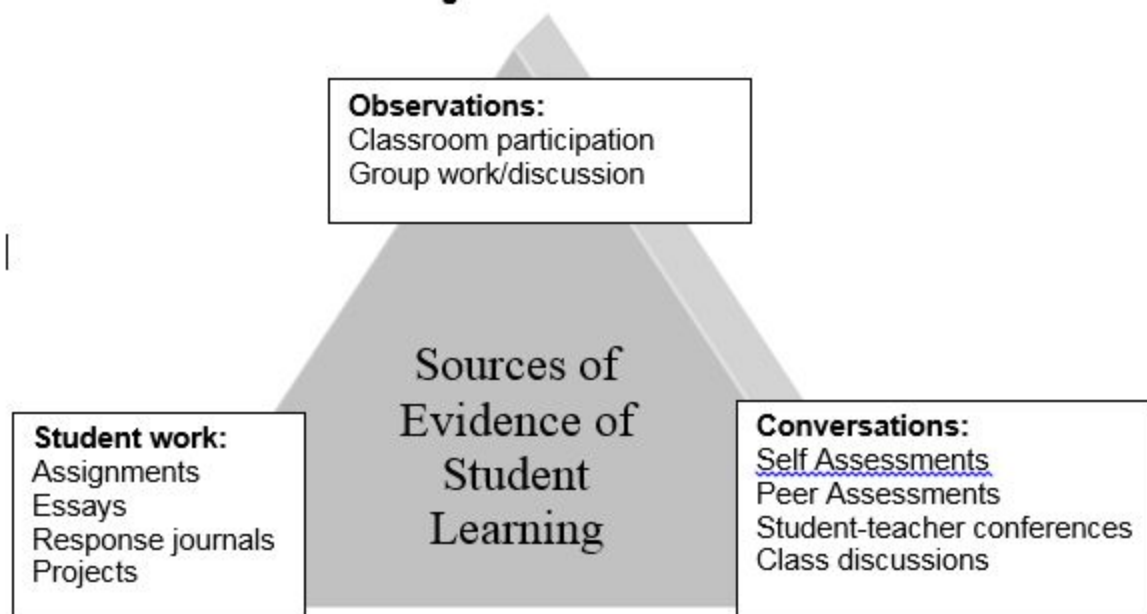 Observations:
Classroom participation
Group work/discussion
Sources of
Evidence of
Student
Learning
Student work:
Assignments
Essays
Response journals
Projects
Conversations:
Self Assessments
Peer Assessments
Student-teacher conferences
Class discussions